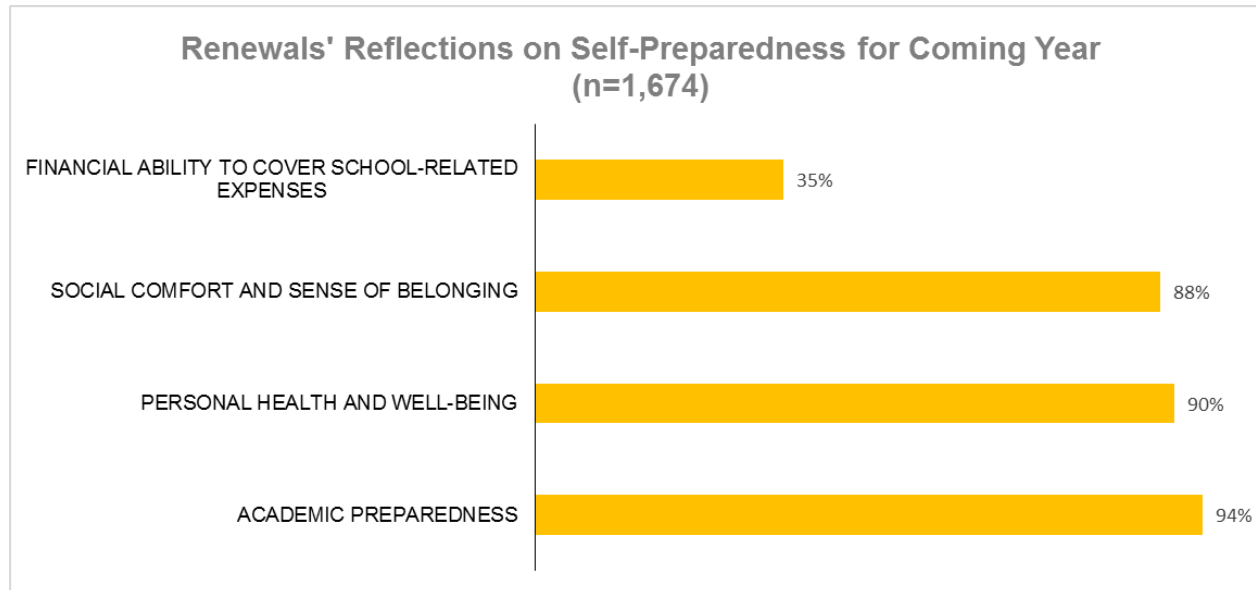 Renewals' Reflections on Self-Preparedness for Coming Year
(n=1,674)
FINANCIAL ABILITY TO COVER SCHOOL-RELATED
EXPENSES
35%
SOCIAL COMFORT AND SENSE OF BELONGING
88%
PERSONAL HEALTH AND WELL-BEING
90%
ACADEMIC PREPAREDNESS
94%